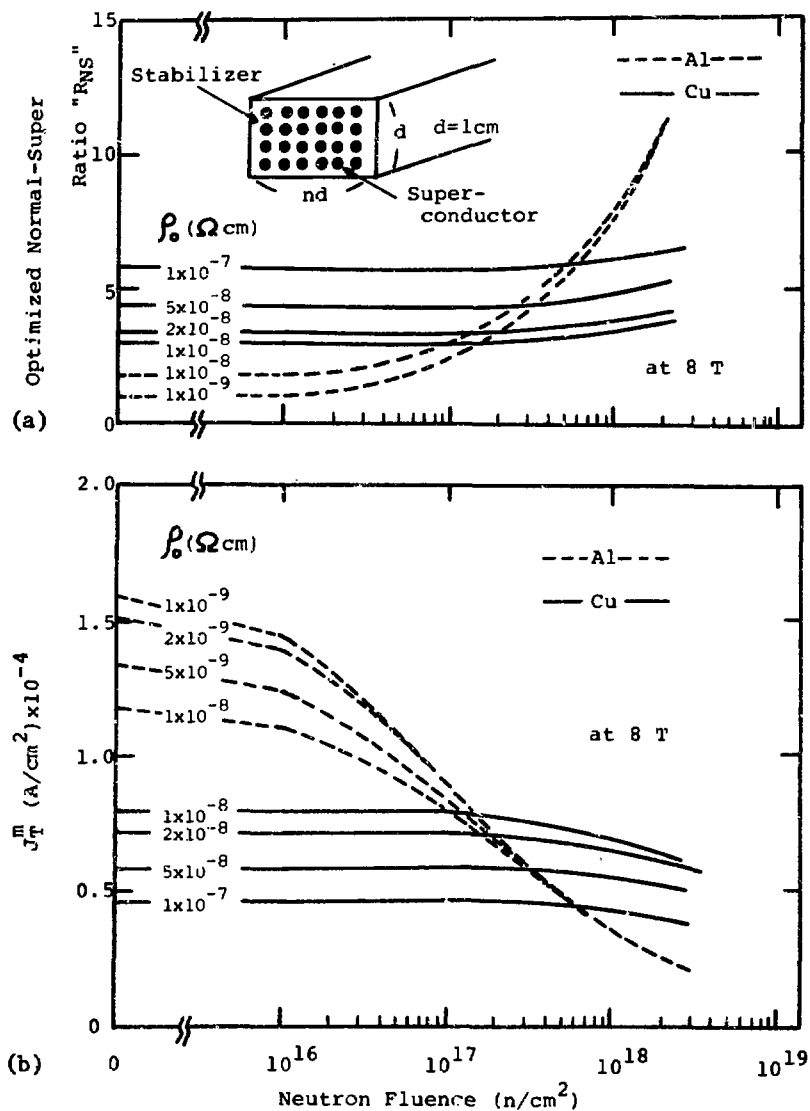 Optimized Normal-Super
Ratio "RNS"
15
10
5
0
Stabilizer
d
d=1cm
nd
Super-
conductor
Al
Cu
ρ₀ (Ωcm)
1x10⁻⁷
5x10⁻⁸
2x10⁻⁸
1x10⁻⁸
1x10⁻⁸
1x10⁻⁹
at 8 T
(a)
2.0
1.5
1.0
0.5
0
J_T^m (A/cm²)x10⁻⁴
ρ₀ (Ωcm)
Al
Cu
1x10⁻⁹
2x10⁻⁹
5x10⁻⁹
1x10⁻⁸
at 8 T
1x10⁻⁸
2x10⁻⁸
5x10⁻⁸
1x10⁻⁷
(b)
0
10¹⁶
10¹⁷
10¹⁸
10¹⁹
Neutron Fluence (n/cm²)